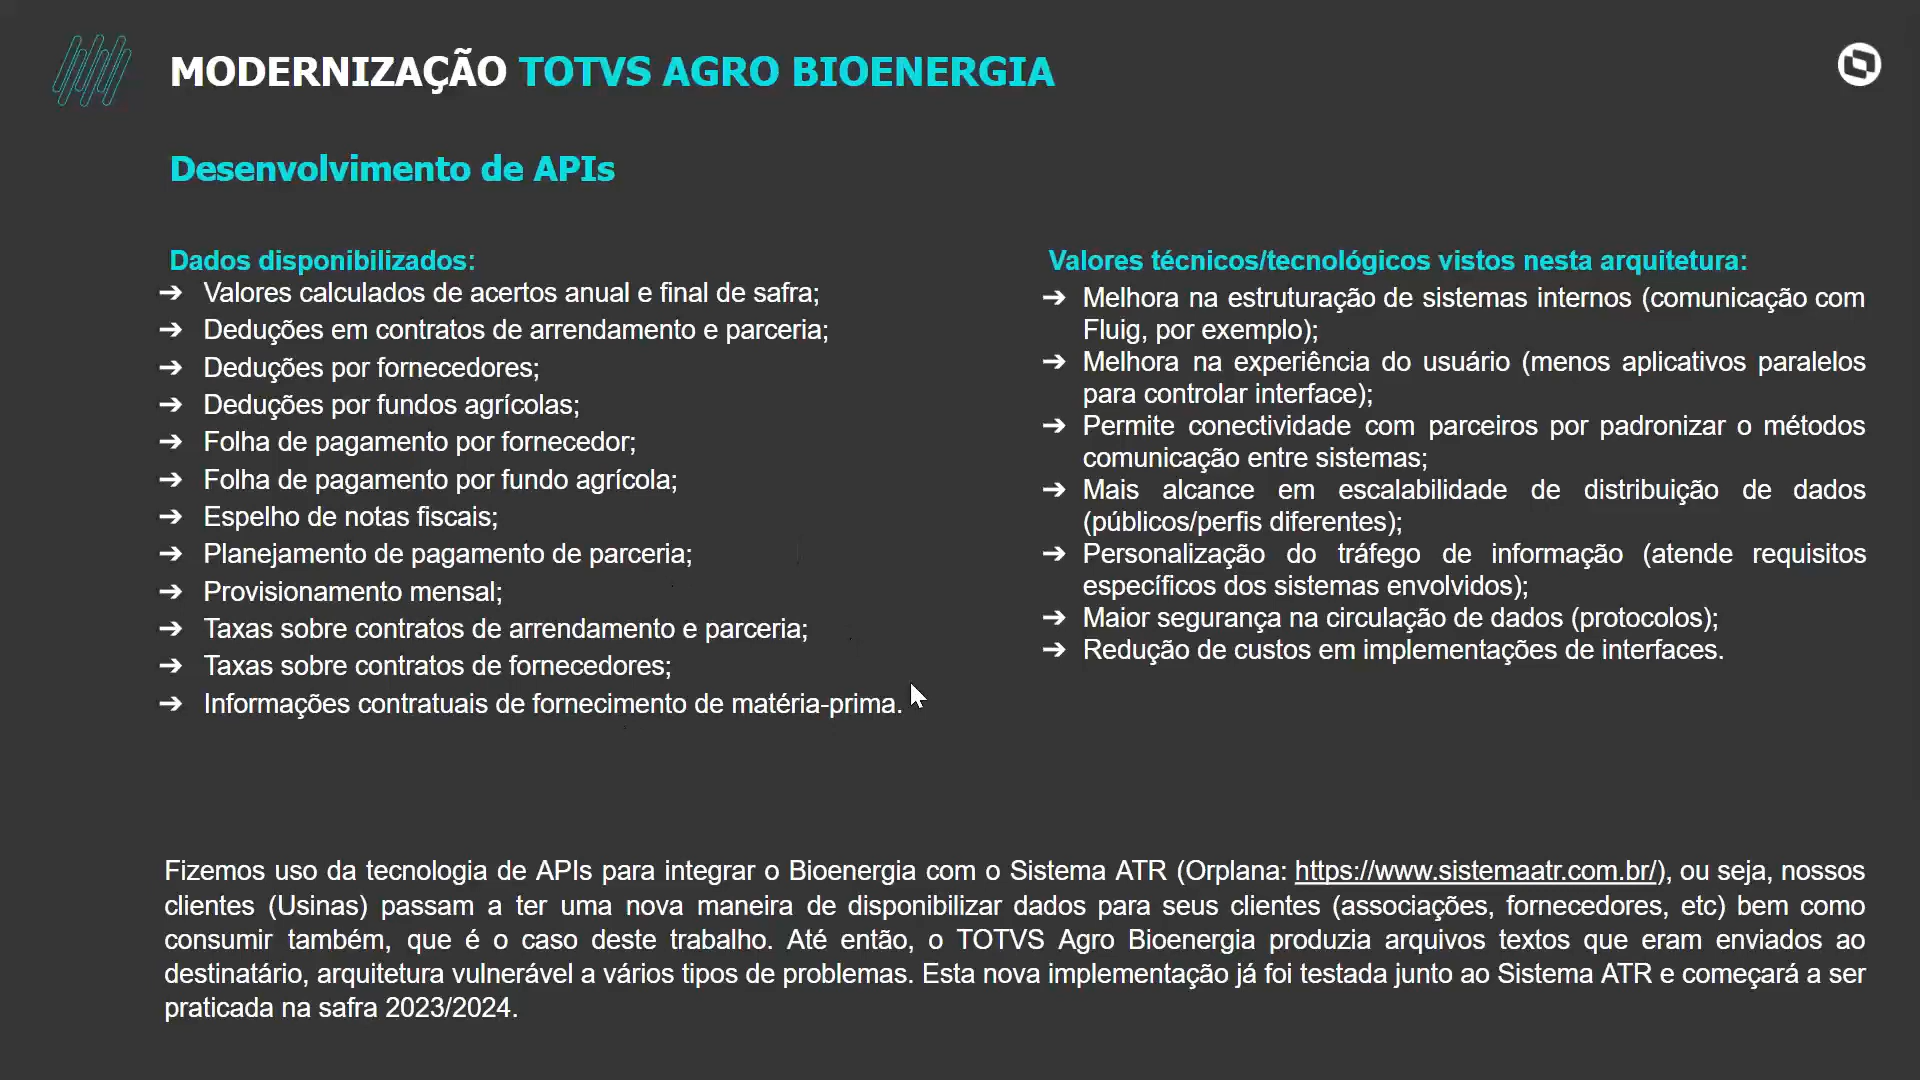 MODERNIZAÇÃO TOTVS AGRO BIOENERGIA
Desenvolvimento de APIs
Dados disponibilizados:
➔ Valores calculados de acertos anual e final de safra;
➔ Deduções em contratos de arrendamento e parceria;
➔ Deduções por fornecedores;
➔ Deduções por fundos agrícolas;
➔ Folha de pagamento por fornecedor;
➔ Folha de pagamento por fundo agrícola;
➔ Espelho de notas fiscais;
➔ Planejamento de pagamento de parceria;
➔ Provisionamento mensal;
➔ Taxas sobre contratos de arrendamento e parceria;
➔ Taxas sobre contratos de fornecedores;
➔ Informações contratuais de fornecimento de matéria-prima.
Valores técnicos/tecnológicos vistos nesta arquitetura:
➔ Melhora na estruturação de sistemas internos (comunicação com
Fluig, por exemplo);
➔ Melhora na experiência do usuário (menos aplicativos paralelos
para controlar interface);
➔ Permite conectividade com parceiros por padronizar o métodos
comunicação entre sistemas;
➔ Mais alcance em escalabilidade de distribuição de dados
(públicos/perfis diferentes);
➔ Personalização do tráfego de informação (atende requisitos
específicos dos sistemas envolvidos);
➔ Maior segurança na circulação de dados (protocolos);
➔ Redução de custos em implementações de interfaces.
Fizemos uso da tecnologia de APIs para integrar o Bioenergia com o Sistema ATR (Orplana: https://www.sistemaatr.com.br/), ou seja, nossos
clientes (Usinas) passam a ter uma nova maneira de disponibilizar dados para seus clientes (associações, fornecedores, etc) bem como
consumir também, que é o caso deste trabalho. Até então, o TOTVS Agro Bioenergia produzia arquivos textos que eram enviados ao
destinatário, arquitetura vulnerável a vários tipos de problemas. Esta nova implementação já foi testada junto ao Sistema ATR e começará a ser
praticada na safra 2023/2024.